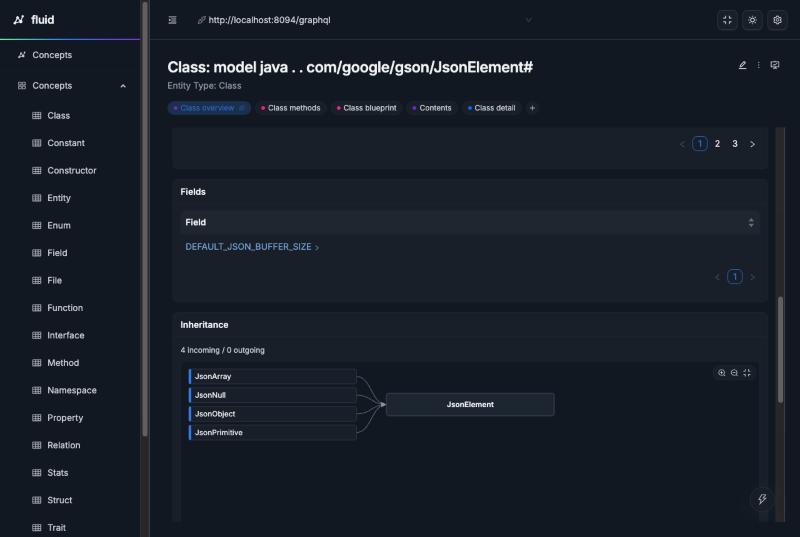 fluid
http://localhost:8094/graphql
Concepts
Concepts
Class
Constant
Constructor
Entity
Enum
Field
File
Function
Interface
Method
Namespace
Property
Relation
Stats
Struct
Trait
Class: model java . . com/google/gson/JsonElement#
Entity Type: Class
Class overview
Class methods
Class blueprint
Contents
Class detail
+
< 1 2 3 >
Fields
Field
DEFAULT_JSON_BUFFER_SIZE >
< 1 >
Inheritance
4 incoming / 0 outgoing
JsonArray
JsonNull
JsonObject
JsonPrimitive
JsonElement